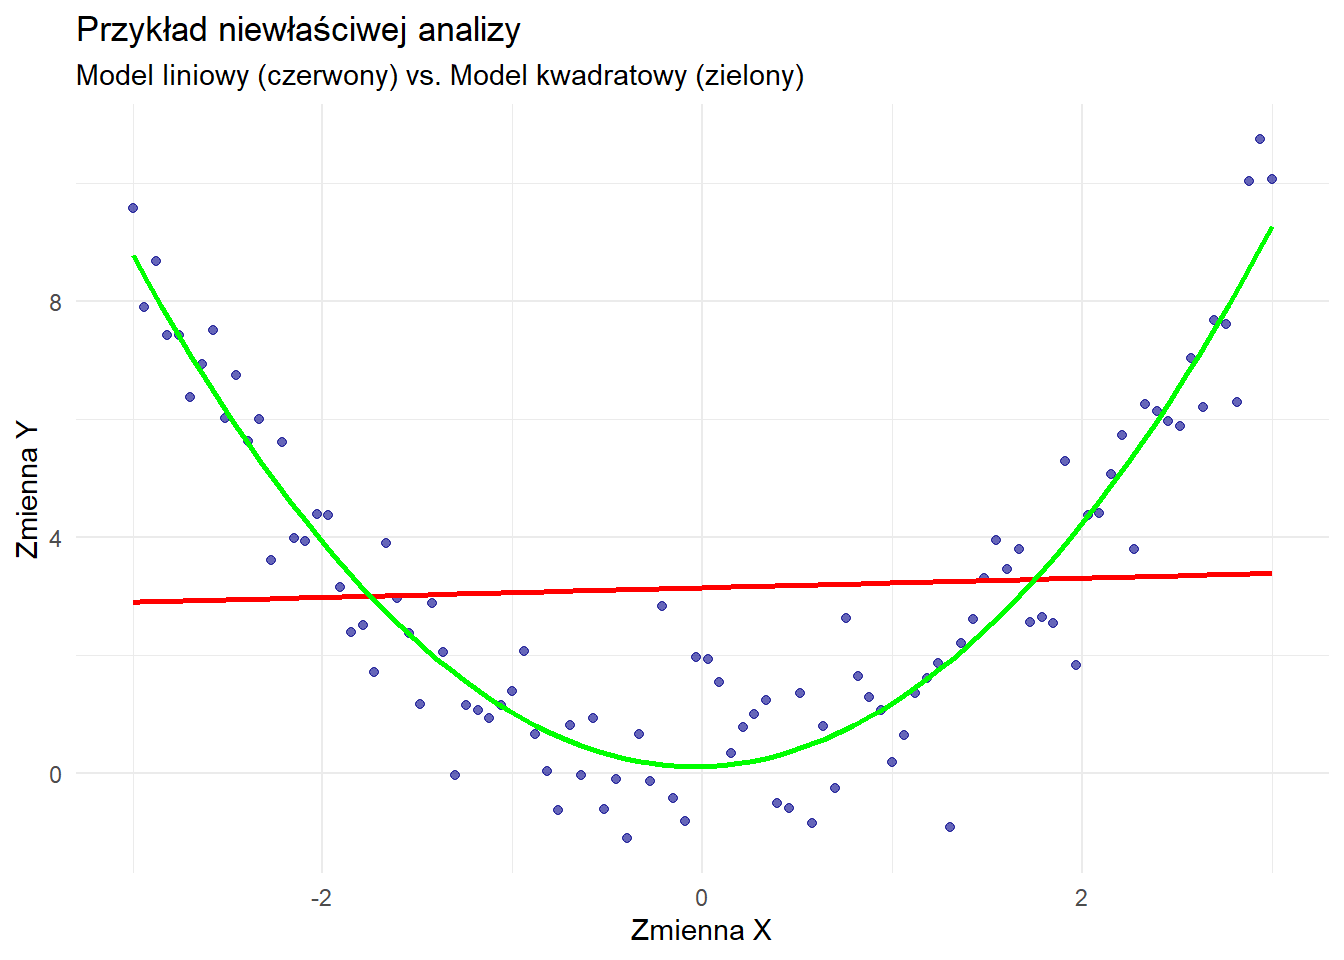 Przykład niewłaściwej analizy
Model liniowy (czerwony) vs. Model kwadratowy (zielony)
8
4
0
Zmienna Y
-2
0
2
Zmienna X